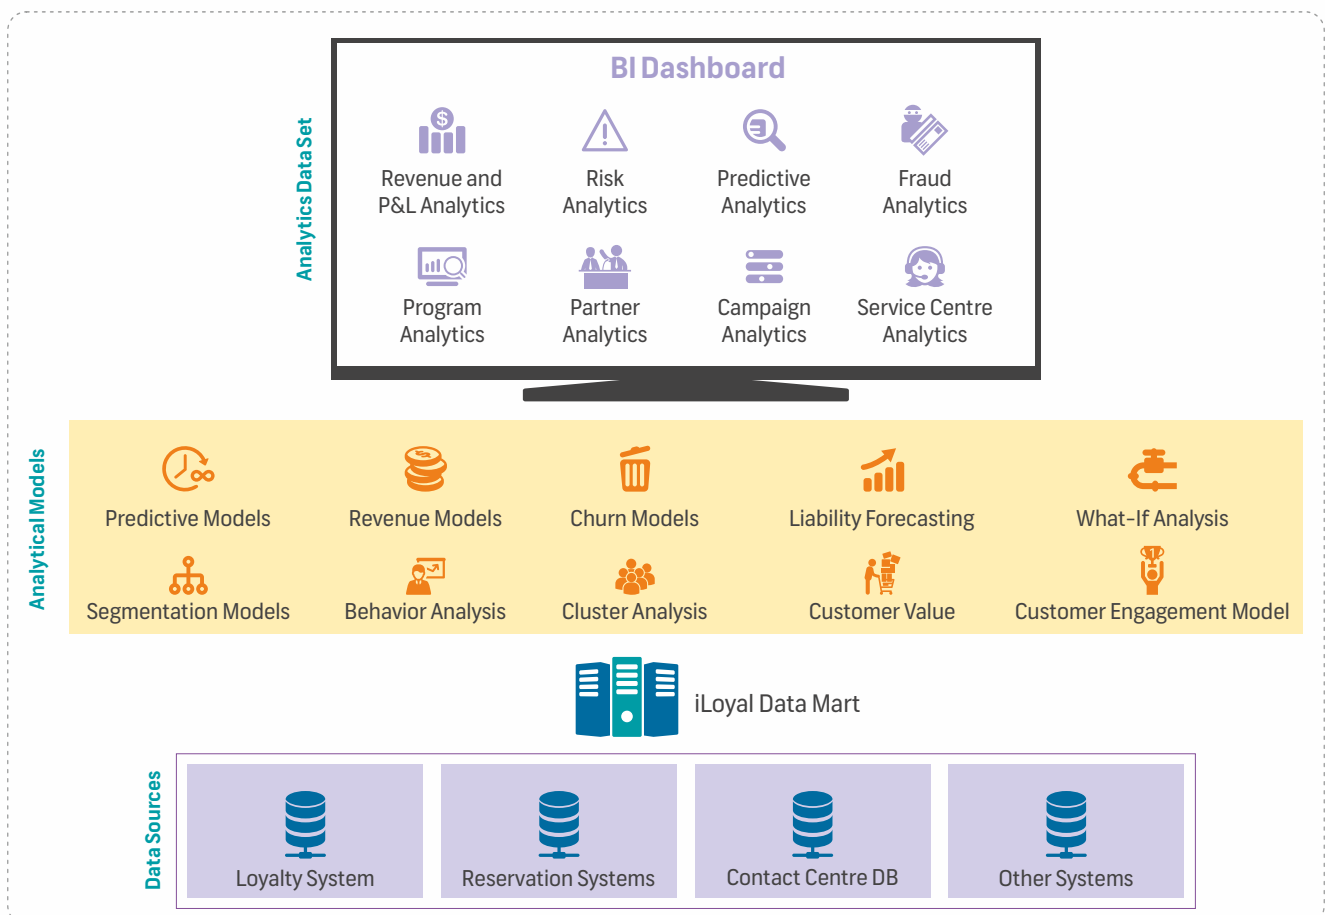 BI Dashboard
Analytics Data Set
$
Revenue and
P&L Analytics
Risk
Analytics
Predictive
Analytics
Fraud
Analytics
Program
Analytics
Partner
Analytics
Campaign
Analytics
Service Centre
Analytics
Analytical Models
Predictive Models
Revenue Models
Churn Models
Liability Forecasting
What-If Analysis
1
Segmentation Models
Behavior Analysis
Cluster Analysis
Customer Value
Customer Engagement Model
iLoyal Data Mart
Data Sources
Loyalty System
Reservation Systems
Contact Centre DB
Other Systems